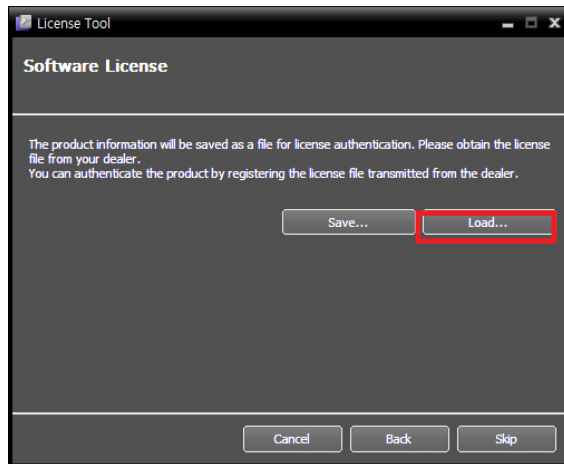 License Tool
Software License
The product information will be saved as a file for license authentication. Please obtain the license
file from your dealer.
You can authenticate the product by registering the license file transmitted from the dealer.
Save... Load...
Cancel Back Skip